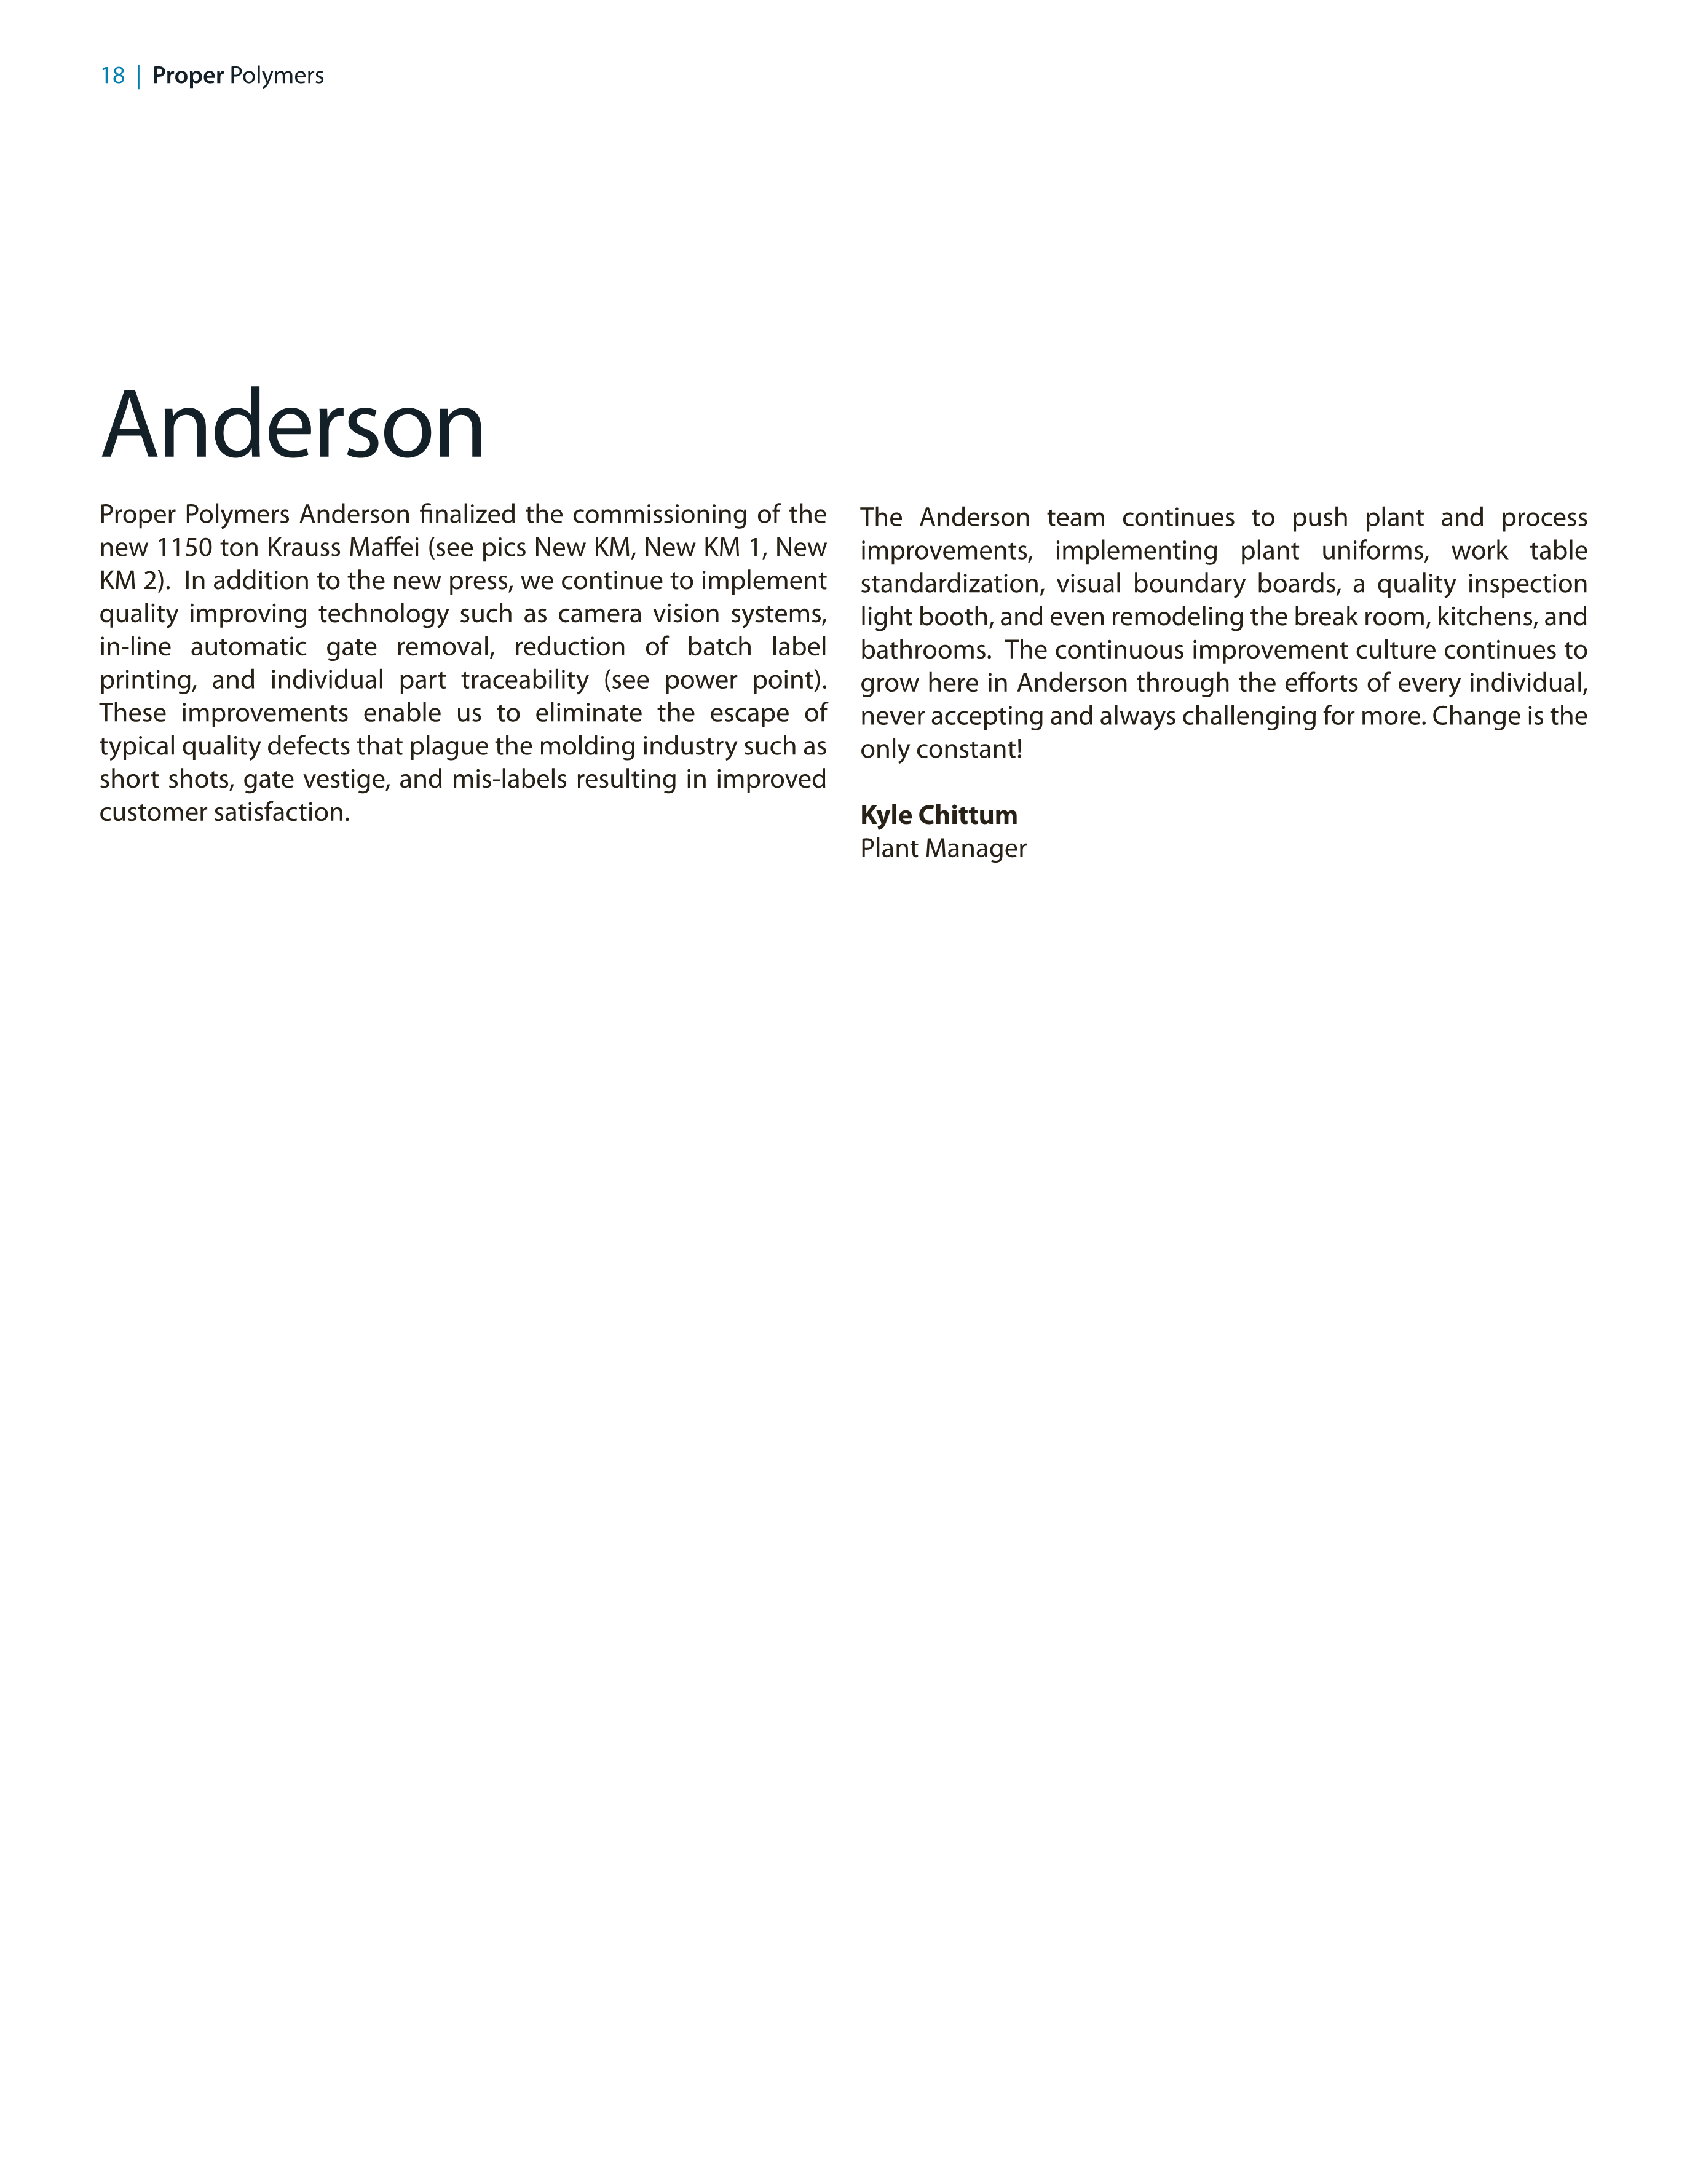 18 | Proper Polymers
Anderson
Proper Polymers Anderson finalized the commissioning of the
new 1150 ton Krauss Maffei (see pics New KM, New KM 1, New
KM 2).  In addition to the new press, we continue to implement
quality improving technology such as camera vision systems,
in-line automatic gate removal, reduction of batch label
printing, and individual part traceability (see power point).
These improvements enable us to eliminate the escape of
typical quality defects that plague the molding industry such as
short shots, gate vestige, and mis-labels resulting in improved
customer satisfaction.
The Anderson team continues to push plant and process
improvements, implementing plant uniforms, work table
standardization, visual boundary boards, a quality inspection
light booth, and even remodeling the break room, kitchens, and
bathrooms.  The continuous improvement culture continues to
grow here in Anderson through the efforts of every individual,
never accepting and always challenging for more. Change is the
only constant!
Kyle Chittum
Plant Manager